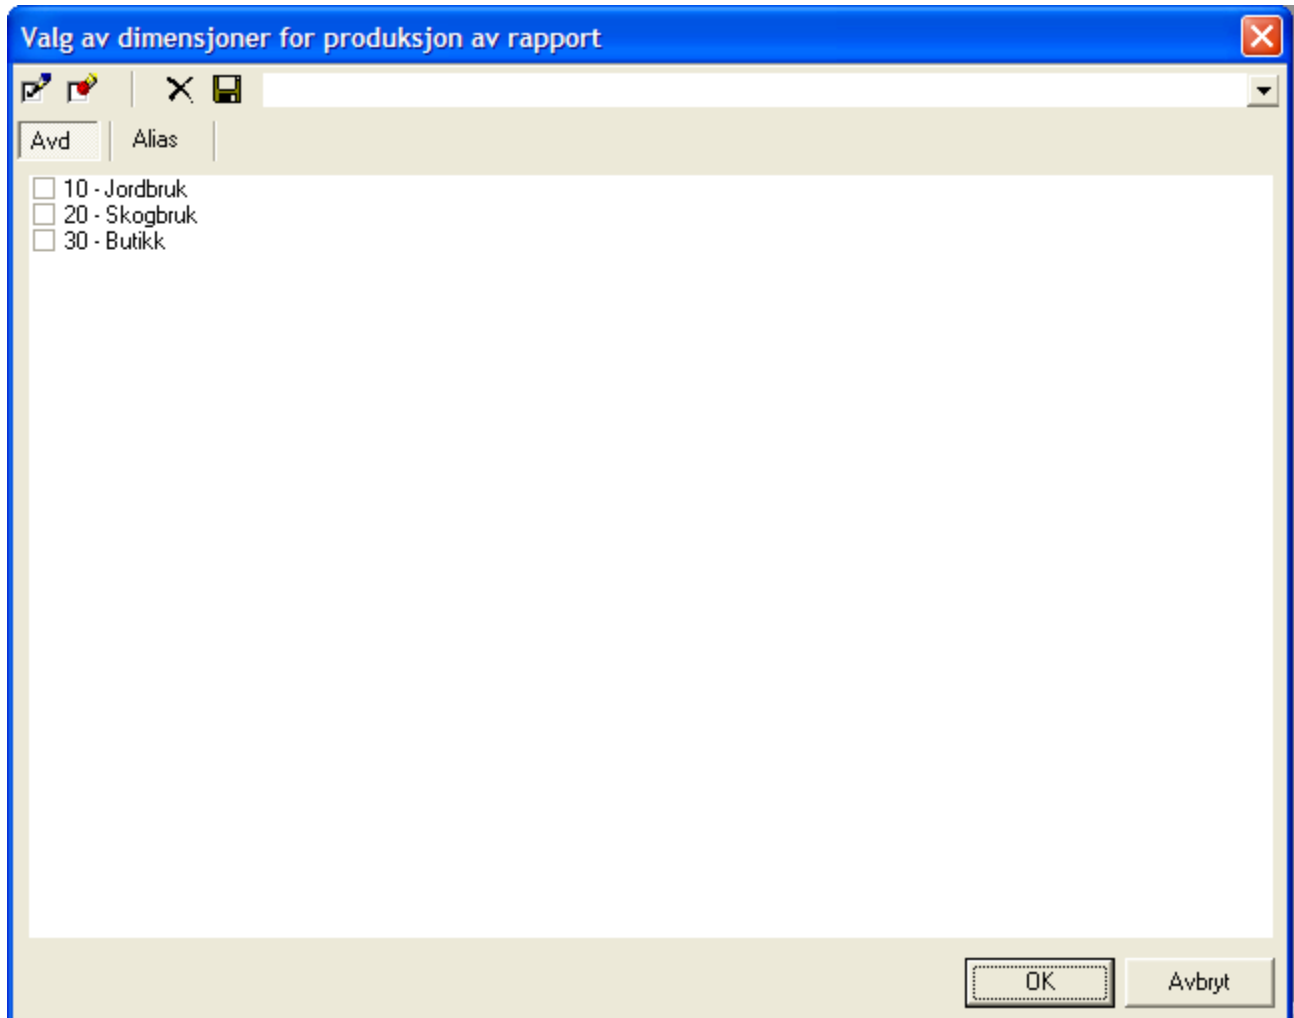 Valg av dimensjoner for produksjon av rapport
Avd Alias
10 - Jordbruk
20 - Skogbruk
30 - Butikk
OK Avbryt